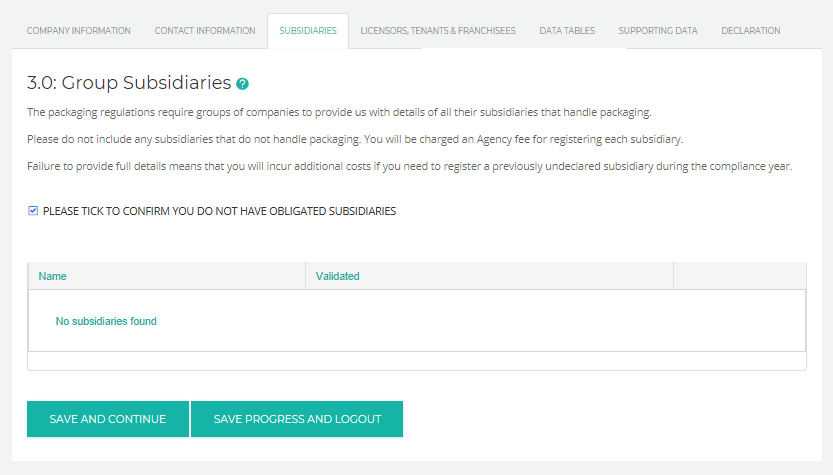 COMPANY INFORMATION CONTACT INFORMATION SUBSIDIARIES LICENSORS, TENANTS & FRANCHISEES DATA TABLES SUPPORTING DATA DECLARATION
3.0: Group Subsidiaries ?
The packaging regulations require groups of companies to provide us with details of all their subsidiaries that handle packaging.
Please do not include any subsidiaries that do not handle packaging. You will be charged an Agency fee for registering each subsidiary.
Failure to provide full details means that you will incur additional costs if you need to register a previously undeclared subsidiary during the compliance year.
PLEASE TICK TO CONFIRM YOU DO NOT HAVE OBLIGATED SUBSIDIARIES
Name Validated
No subsidiaries found
SAVE AND CONTINUE SAVE PROGRESS AND LOGOUT